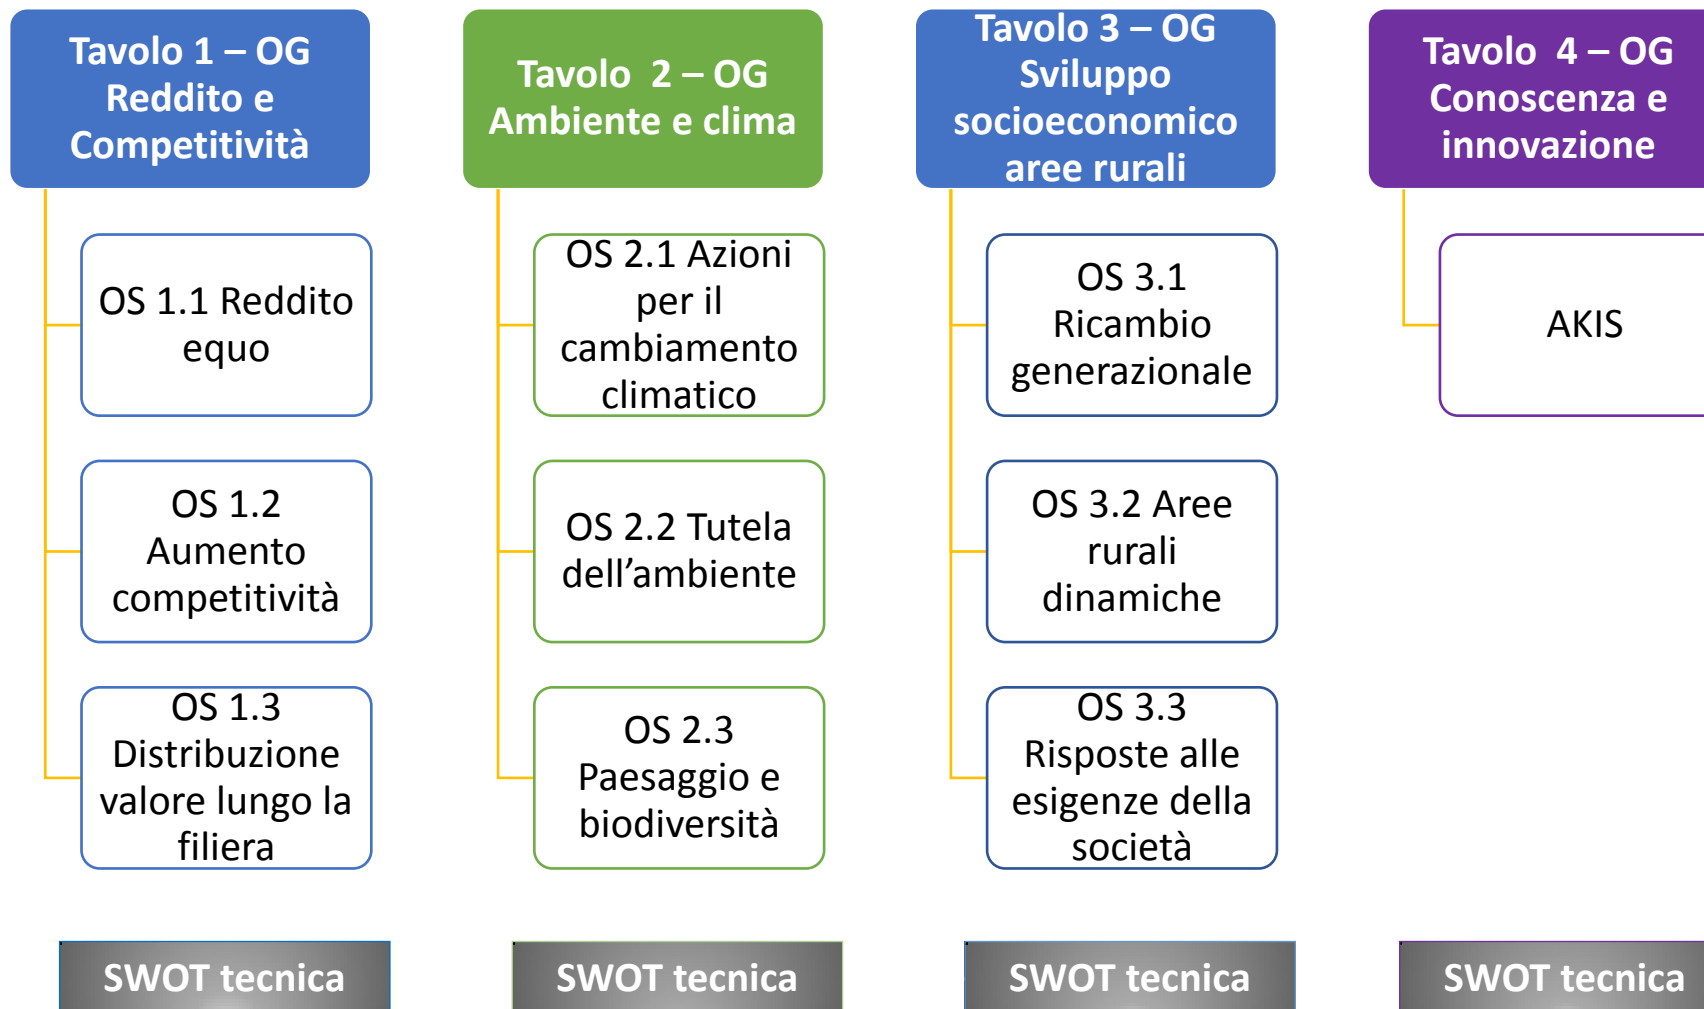 Tavolo 1 – OG
Reddito e
Competitività
OS 1.1 Reddito
equo
OS 1.2
Aumento
competitività
OS 1.3
Distribuzione
valore lungo la
filiera
SWOT tecnica
Tavolo 2 – OG
Ambiente e clima
OS 2.1 Azioni
per il
cambiamento
climatico
OS 2.2 Tutela
dell’ambiente
OS 2.3
Paesaggio e
biodiversità
SWOT tecnica
Tavolo 3 – OG
Sviluppo
socioeconomico
aree rurali
OS 3.1
Ricambio
generazionale
OS 3.2 Aree
rurali
dinamiche
OS 3.3
Risposte alle
esigenze della
società
SWOT tecnica
Tavolo 4 – OG
Conoscenza e
innovazione
AKIS
SWOT tecnica